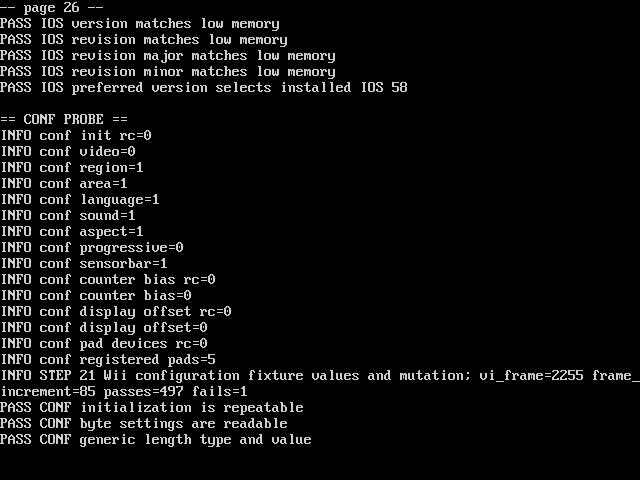 -- page 26 --
PASS IOS version matches low memory
PASS IOS revision matches low memory
PASS IOS revision major matches low memory
PASS IOS revision minor matches low memory
PASS IOS preferred version selects installed IOS 58
== CONF PROBE ==
INFO conf init rc=0
INFO conf video=0
INFO conf region=1
INFO conf area=1
INFO conf language=1
INFO conf sound=1
INFO conf aspect=1
INFO conf progressive=0
INFO conf sensorbar=1
INFO conf counter bias rc=0
INFO conf counter bias=0
INFO conf display offset rc=0
INFO conf display offset=0
INFO conf pad devices rc=0
INFO conf registered pads=5
INFO STEP 21 Wii configuration fixture values and mutation; vi_frame=2255 frame_
increment=85 passes=497 fails=1
PASS CONF initialization is repeatable
PASS CONF byte settings are readable
PASS CONF generic length type and value